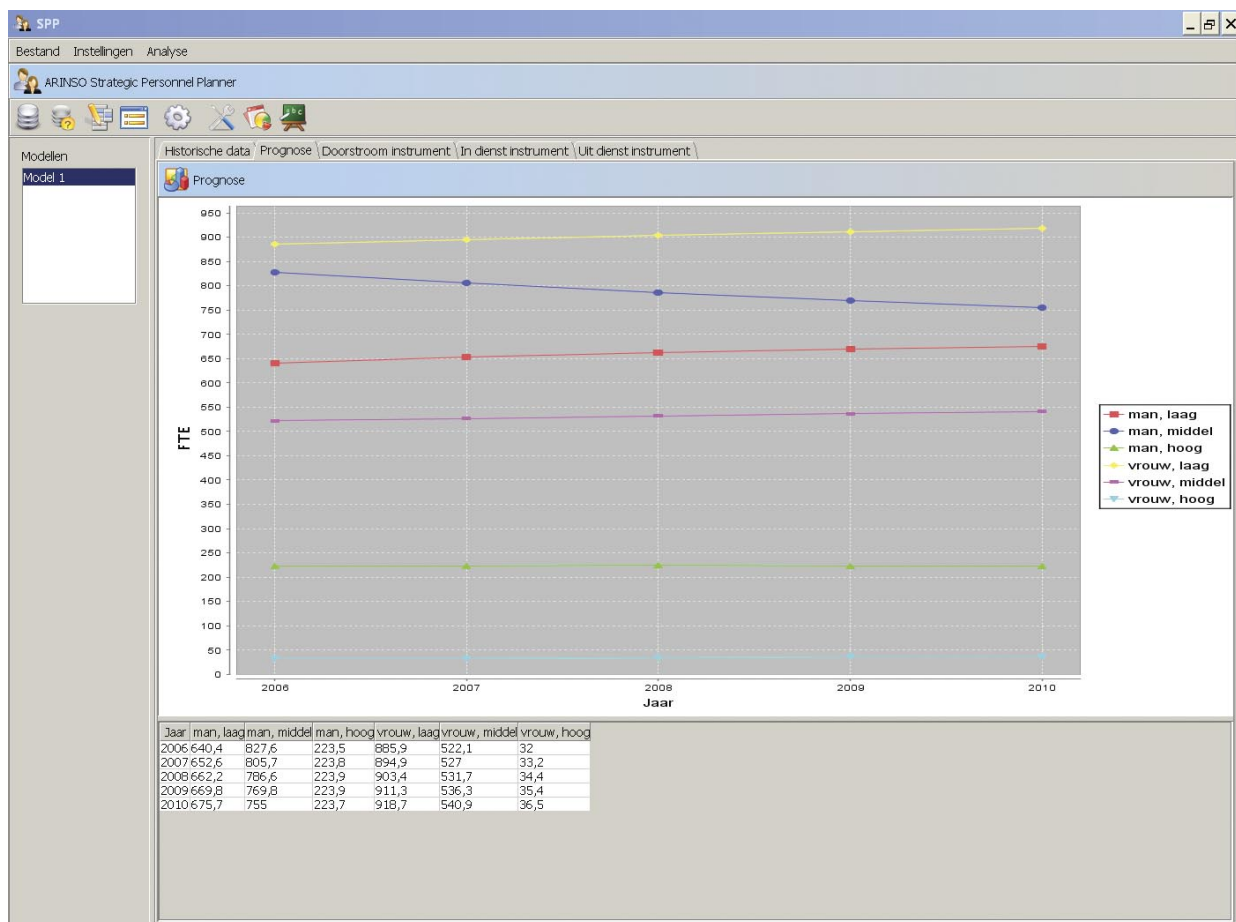 SPP
Bestand Instellingen Analyse
ARINSO Strategic Personnel Planner
Modellen
Model 1
Historische data Prognose Doorstroom instrument In dienst instrument Uit dienst instrument
Prognose
950
900
850
800
750
700
650
600
550
500
450
400
350
300
250
200
150
100
50
0
FTE
2006 2007 2008 2009 2010
Jaar
man, laag
man, middel
man, hoog
vrouw, laag
vrouw, middel
vrouw, hoog
Jaar man, laag man, middel man, hoog vrouw, laag vrouw, middel vrouw, hoog
2006 640,4 827,6 223,5 885,9 522,1 32
2007 652,6 805,7 223,8 894,9 527 33,2
2008 662,2 786,6 223,9 903,4 531,7 34,4
2009 669,8 769,8 223,9 911,3 536,3 35,4
2010 675,7 755 223,7 918,7 540,9 36,5